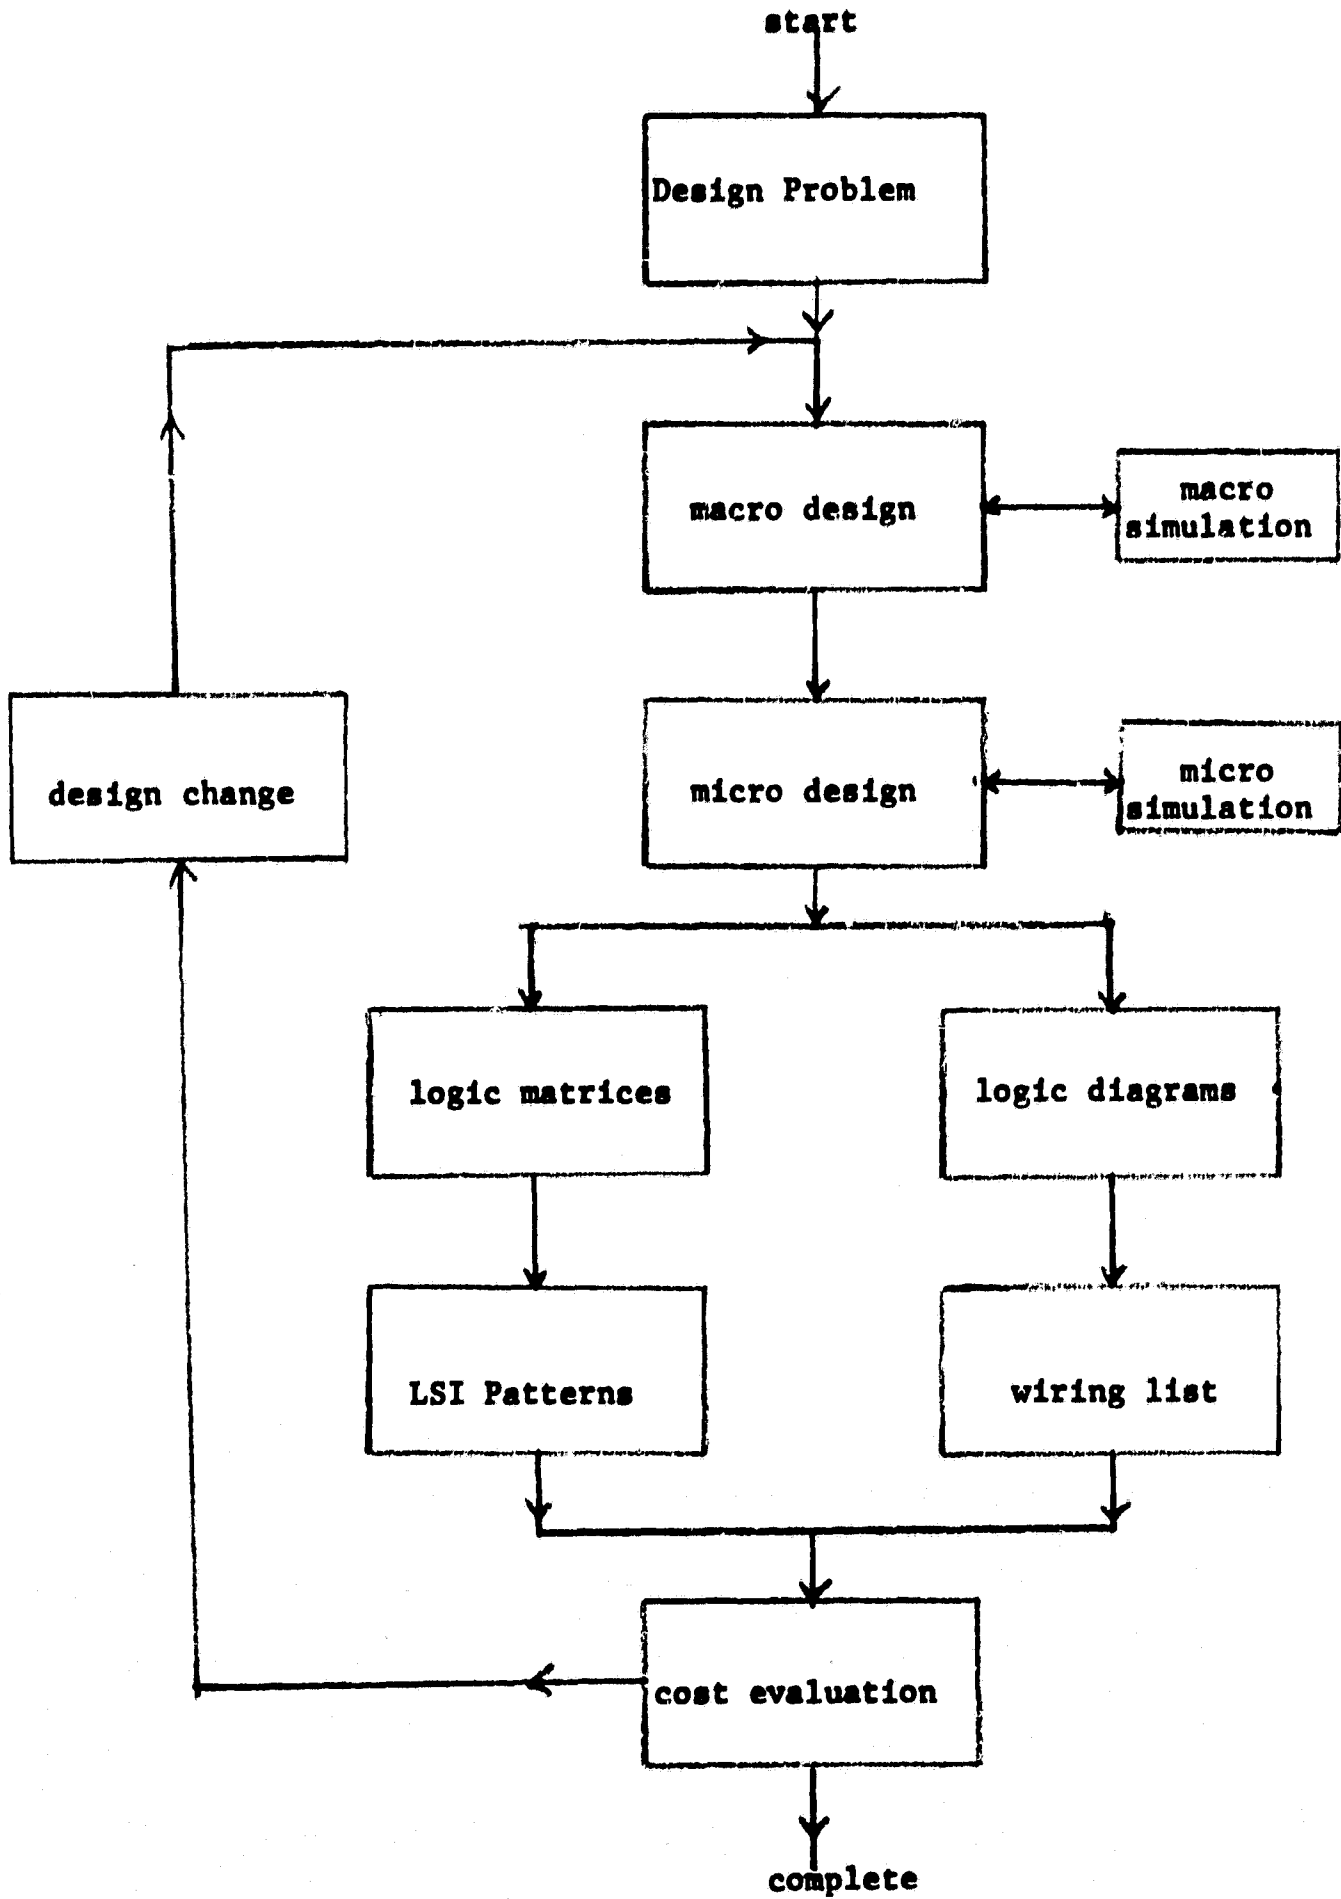 start
Design Problem
macro design
macro
simulation
design change
micro design
micro
simulation
logic matrices
logic diagrams
LSI Patterns
wiring list
cost evaluation
complete